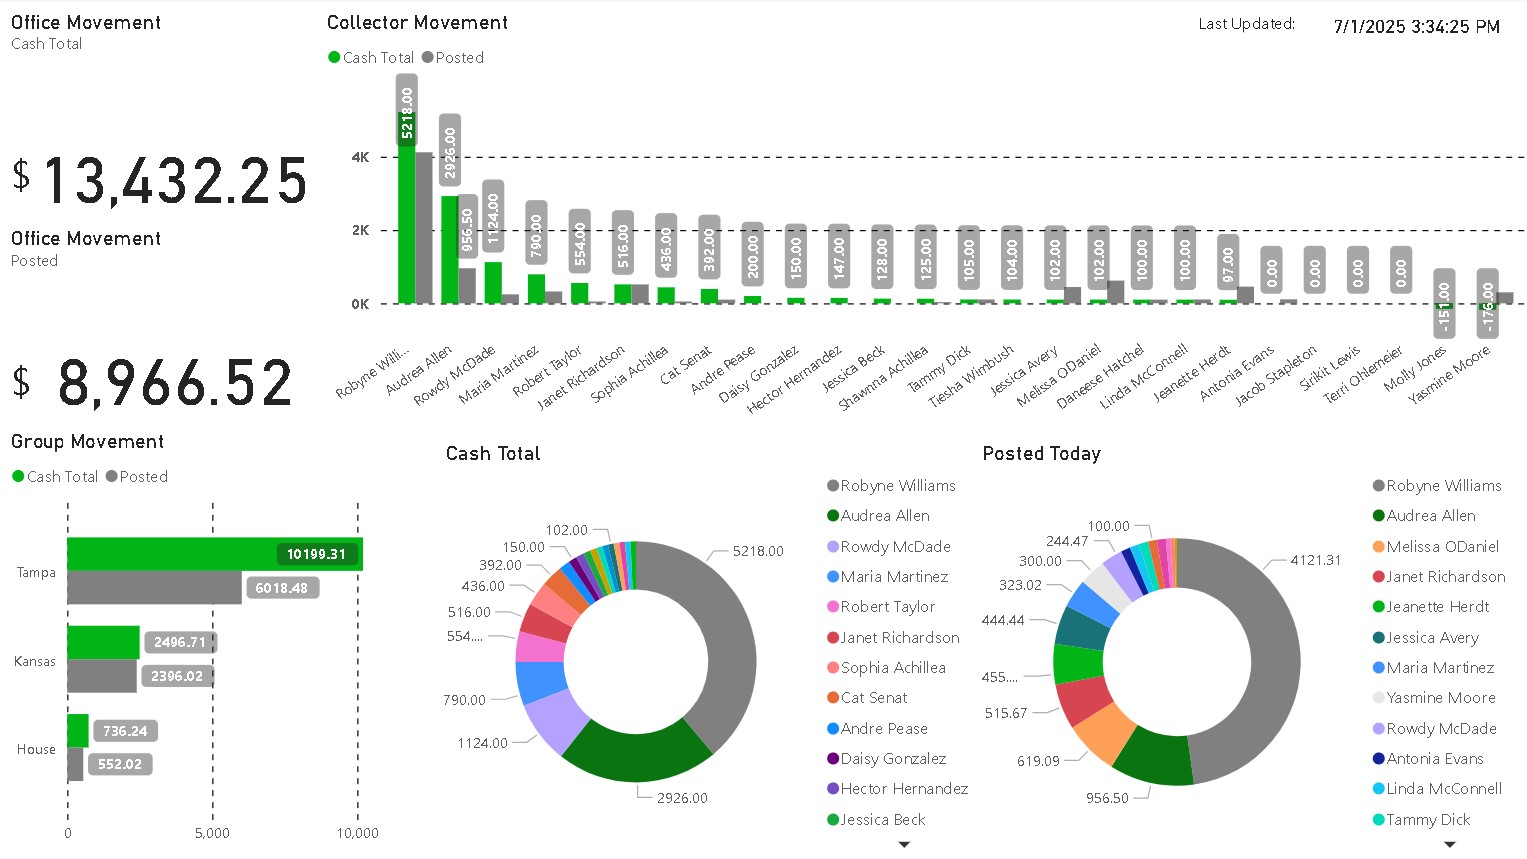 Office Movement
Cash Total
$ 13,432.25
Office Movement
Posted
$ 8,966.52
Collector Movement
Cash Total Posted
Last Updated: 7/1/2025 3:34:25 PM
4K
2K
0K
5218.00
2926.00
956.50
1124.00
790.00
554.00
516.00
436.00
392.00
200.00
150.00
147.00
128.00
125.00
105.00
104.00
102.00
102.00
100.00
100.00
97.00
0.00
0.00
0.00
0.00
-151.00
-176.00
Robyne Willi...
Audrea Allen
Rowdy McDade
Maria Martinez
Robert Taylor
Janet Richardson
Sophia Achillea
Cat Senat
Andre Pease
Daisy Gonzalez
Hector Hernandez
Jessica Beck
Shawnna Achillea
Tammy Dick
Tiesha Wimbush
Jessica Avery
Melissa ODaniel
Daneese Hatchel
Linda McConnell
Jeanette Herdt
Antonia Evans
Jacob Stapleton
Sirikit Lewis
Terri Ohlemeier
Molly Jones
Yasmine Moore
Group Movement
Cash Total Posted
Tampa
10199.31
6018.48
Kansas
2496.71
2396.02
House
736.24
552.02
0 5,000 10,000
Cash Total
102.00
150.00
392.00
436.00
516.00
554....
790.00
1124.00
2926.00
5218.00
Robyne Williams
Audrea Allen
Rowdy McDade
Maria Martinez
Robert Taylor
Janet Richardson
Sophia Achillea
Cat Senat
Andre Pease
Daisy Gonzalez
Hector Hernandez
Jessica Beck
Posted Today
100.00
244.47
300.00
323.02
444.44
455....
515.67
619.09
956.50
4121.31
Robyne Williams
Audrea Allen
Melissa ODaniel
Janet Richardson
Jeanette Herdt
Jessica Avery
Maria Martinez
Yasmine Moore
Rowdy McDade
Antonia Evans
Linda McConnell
Tammy Dick